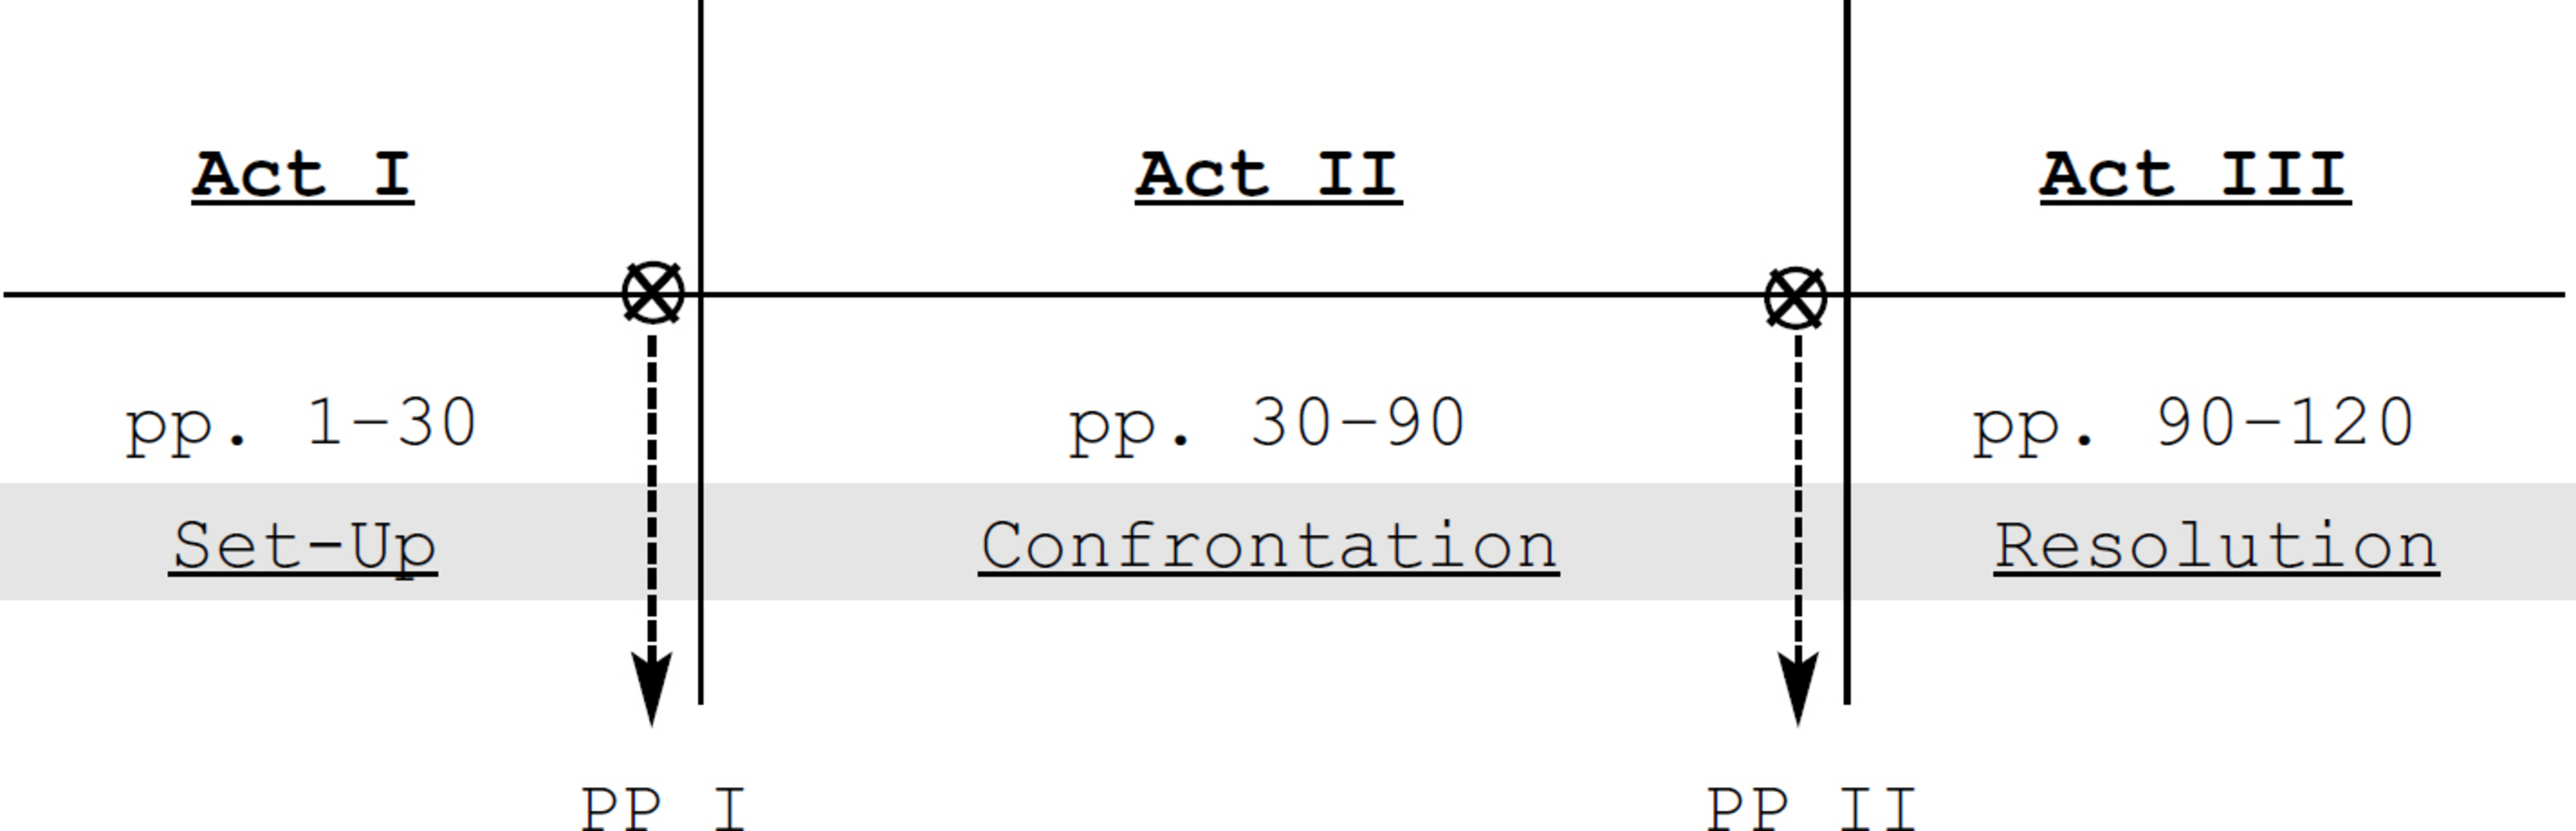 Act I Act II Act III
pp. 1-30 pp. 30-90 pp. 90-120
Set-Up Confrontation Resolution
PP I PP II